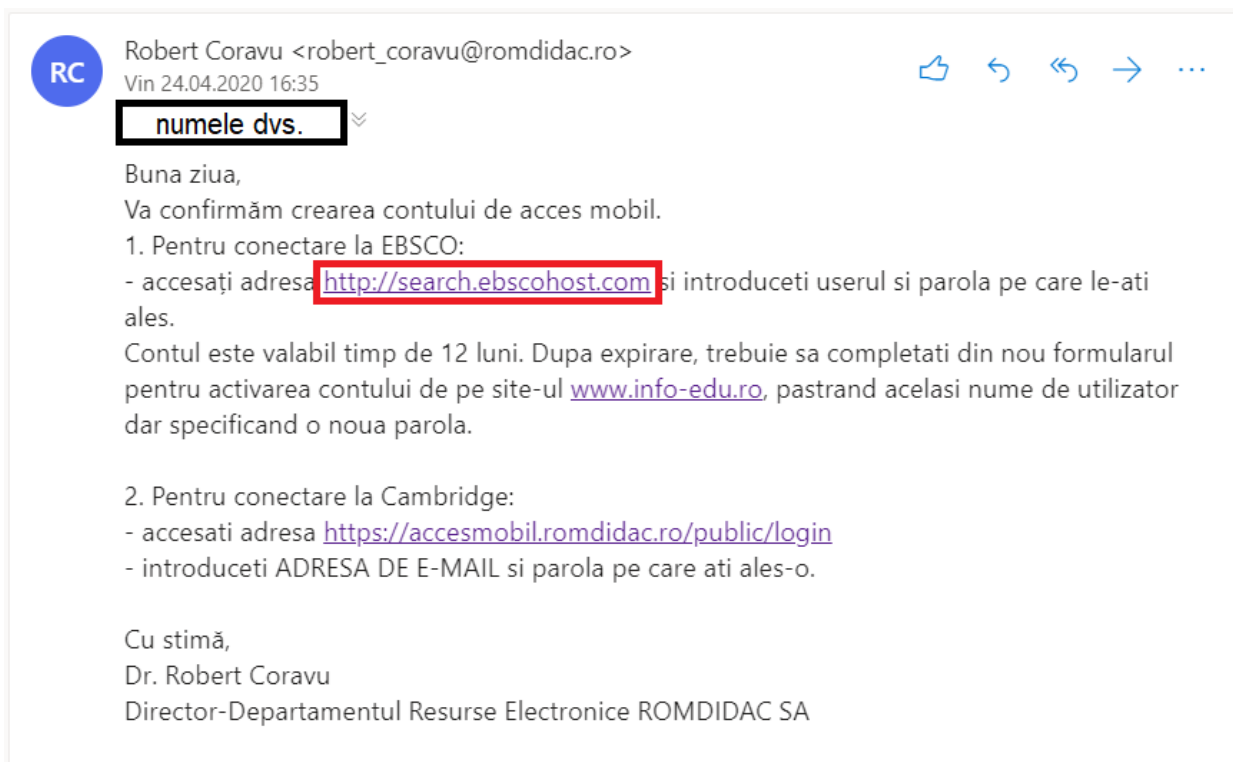 RC
Robert Coravu <robert_coravu@romdidac.ro>
Vin 24.04.2020 16:35
numele dvs.
Buna ziua,
Va confirmăm crearea contului de acces mobil.
1. Pentru conectare la EBSCO:
- accesați adresa http://search.ebscohost.com si introduceti userul si parola pe care le-ati
ales.
Contul este valabil timp de 12 luni. Dupa expirare, trebuie sa completati din nou formularul
pentru activarea contului de pe site-ul www.info-edu.ro, pastrand acelasi nume de utilizator
dar specificand o noua parola.
2. Pentru conectare la Cambridge:
- accesati adresa https://accesmobil.romdidac.ro/public/login
- introduceti ADRESA DE E-MAIL si parola pe care ati ales-o.
Cu stimă,
Dr. Robert Coravu
Director-Departamentul Resurse Electronice ROMDIDAC SA